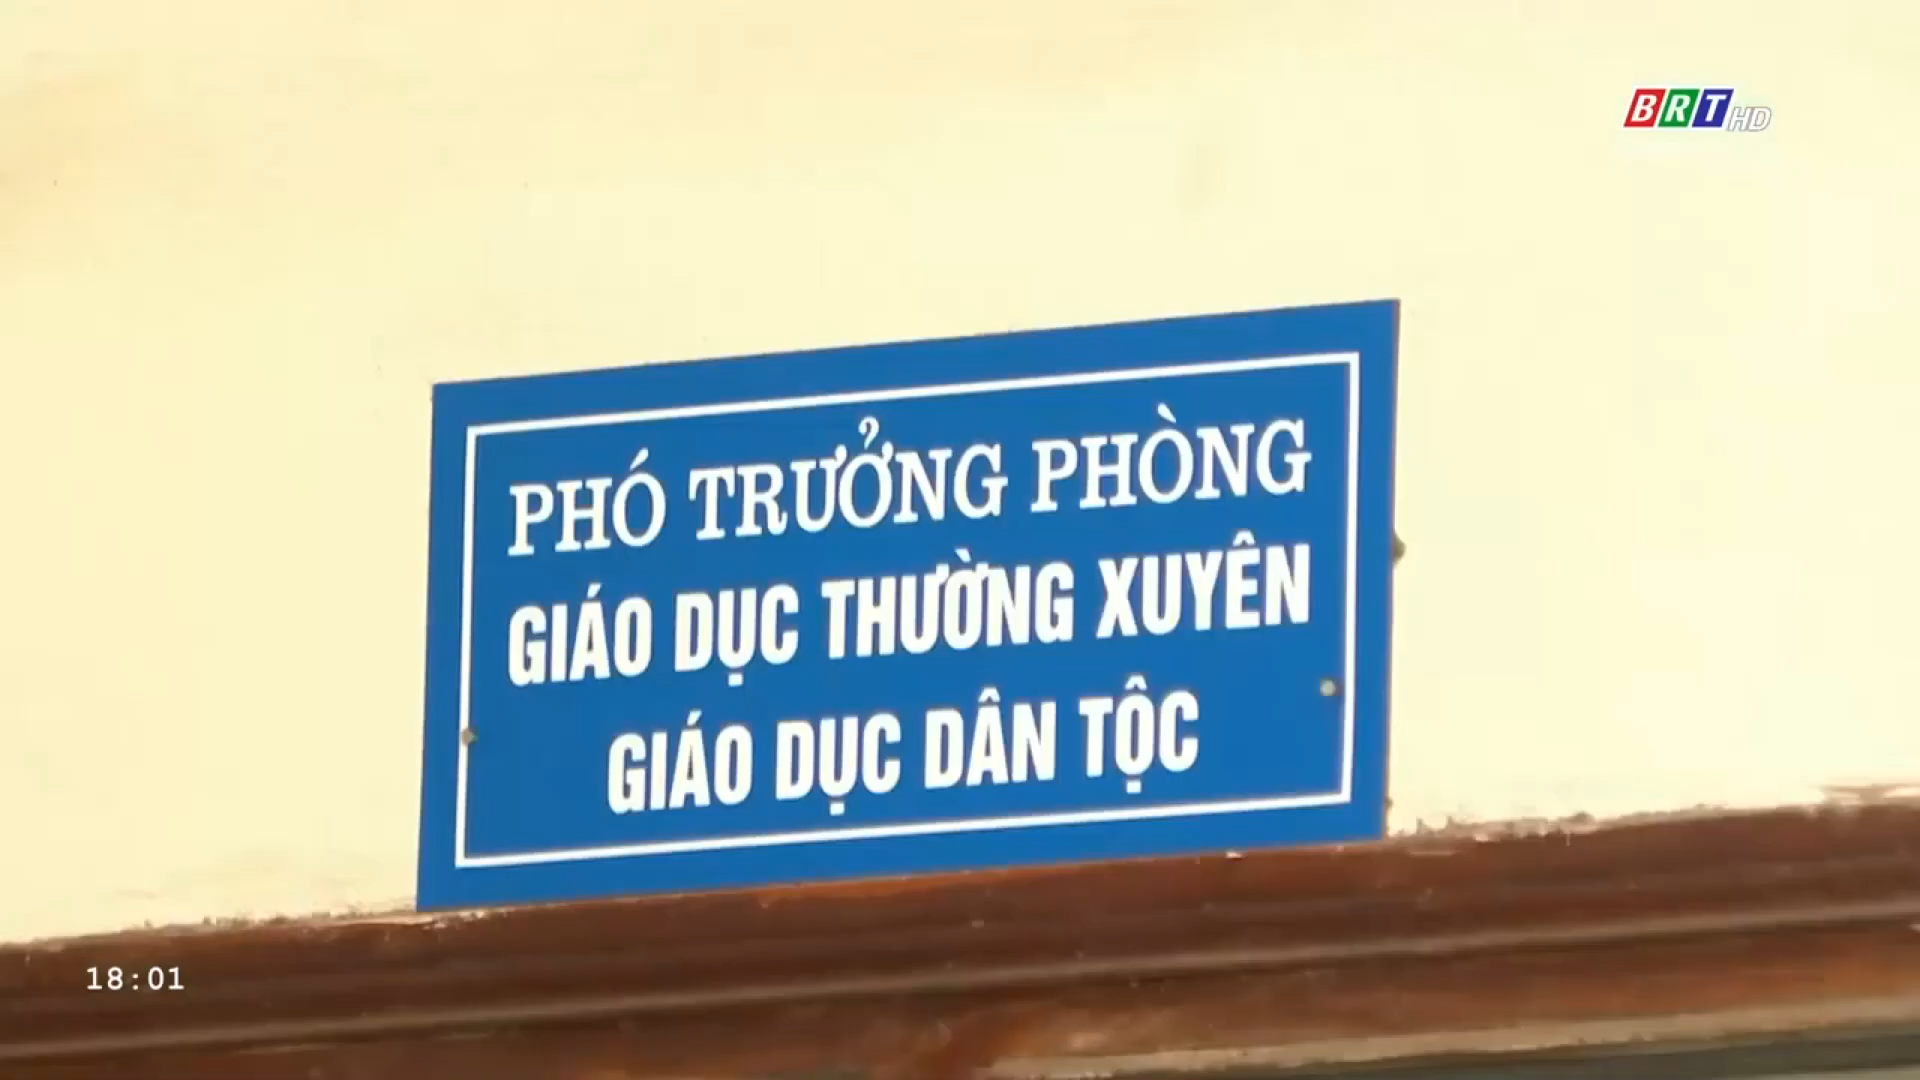 BRT HD
PHÓ TRƯỞNG PHÒNG
GIÁO DỤC THƯỜNG XUYÊN
GIÁO DỤC DÂN TỘC
18:01